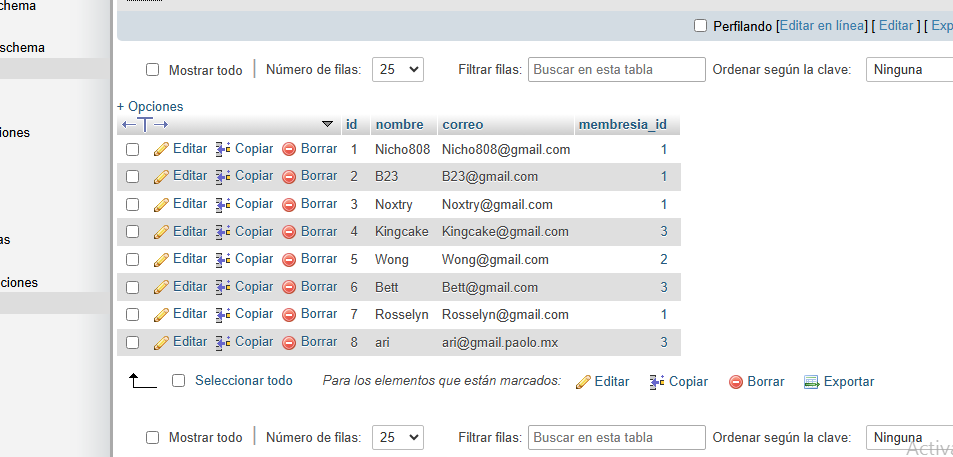 schema
Perfilando [Editar en línea] [ Editar ] [ Exp
schema
Mostrar todo Número de filas: 25 Filtrar filas: Buscar en esta tabla Ordenar según la clave: Ninguna
+ Opciones
id nombre correo membresia_id
iones
Editar Copiar Borrar 1 Nicho808 Nicho808@gmail.com 1
Editar Copiar Borrar 2 B23 B23@gmail.com 1
Editar Copiar Borrar 3 Noxtry Noxtry@gmail.com 1
Editar Copiar Borrar 4 Kingcake Kingcake@gmail.com 3
as
Editar Copiar Borrar 5 Wong Wong@gmail.com 2
Editar Copiar Borrar 6 Bett Bett@gmail.com 3
ciones
Editar Copiar Borrar 7 Rosselyn Rosselyn@gmail.com 1
Editar Copiar Borrar 8 ari ari@gmail.paolo.mx 3
Seleccionar todo Para los elementos que están marcados: Editar Copiar Borrar Exportar
Mostrar todo Número de filas: 25 Filtrar filas: Buscar en esta tabla Ordenar según la clave: Ninguna
Activa